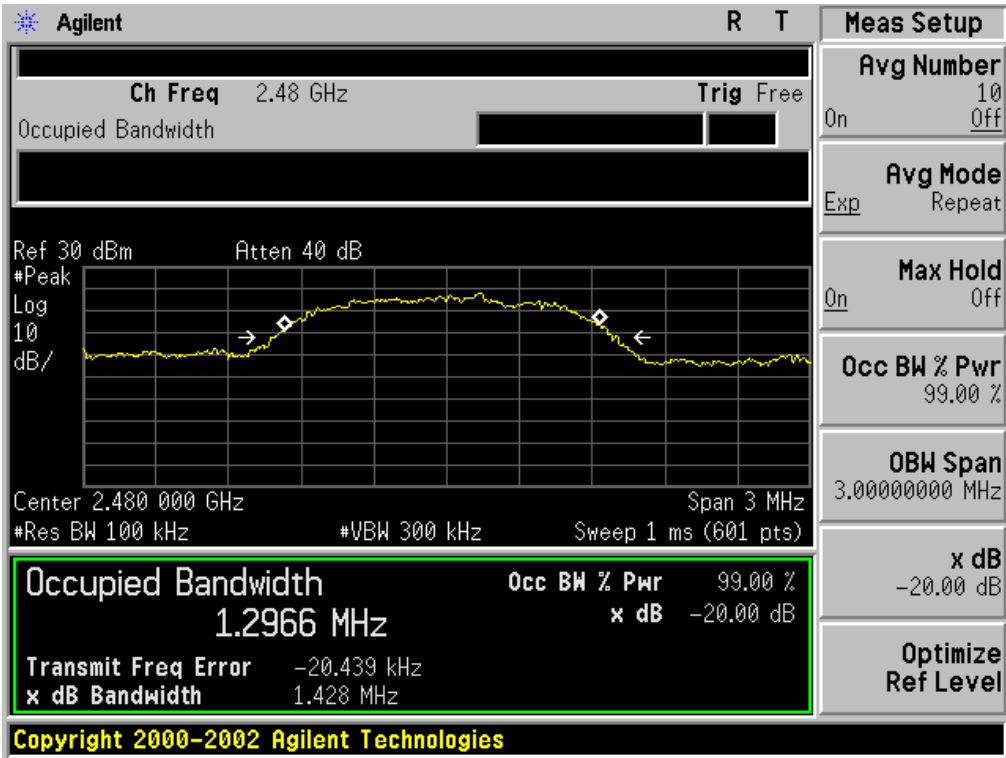 Agilent R T
Ch Freq 2.48 GHz Trig Free
Occupied Bandwidth
Ref 30 dBm Atten 40 dB
#Peak
Log
10
dB/
Center 2.480 000 GHz Span 3 MHz
#Res BW 100 kHz #VBW 300 kHz Sweep 1 ms (601 pts)
Occupied Bandwidth Occ BW % Pwr 99.00 %
1.2966 MHz x dB -20.00 dB
Transmit Freq Error -20.439 kHz
x dB Bandwidth 1.428 MHz
Copyright 2000-2002 Agilent Technologies
Meas Setup
Avg Number
10
On Off
Avg Mode
Exp Repeat
Max Hold
On Off
Occ BW % Pwr
99.00 %
OBW Span
3.00000000 MHz
x dB
-20.00 dB
Optimize
Ref Level